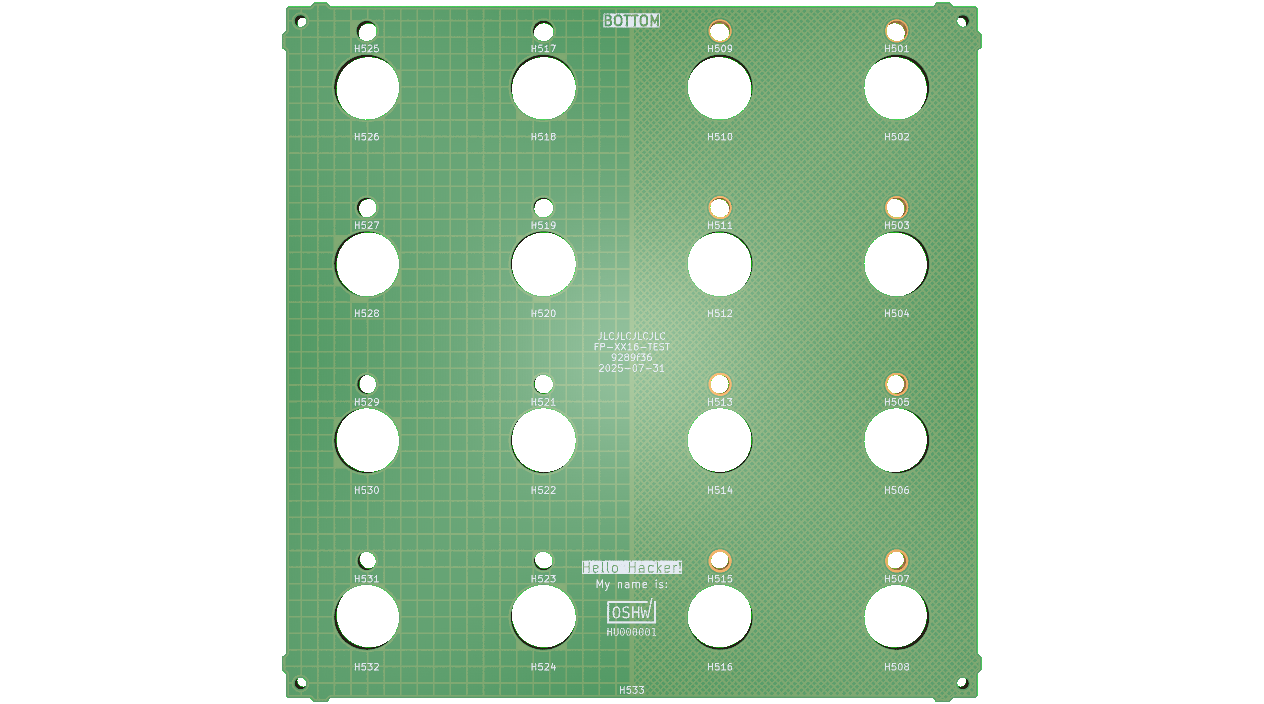 BOTTOM
H525 H517 H509 H501
H526 H518 H510 H502
H527 H519 H511 H503
H528 H520 H512 H504
JLCJLCJLCJLC
FP-XX16-TEST
9289f36
2025-07-31
H529 H521 H513 H505
H530 H522 H514 H506
Hello Hacker!
H531 H523 H515 H507
My name is:
OSHW
HU000001
H532 H524 H516 H508
H533